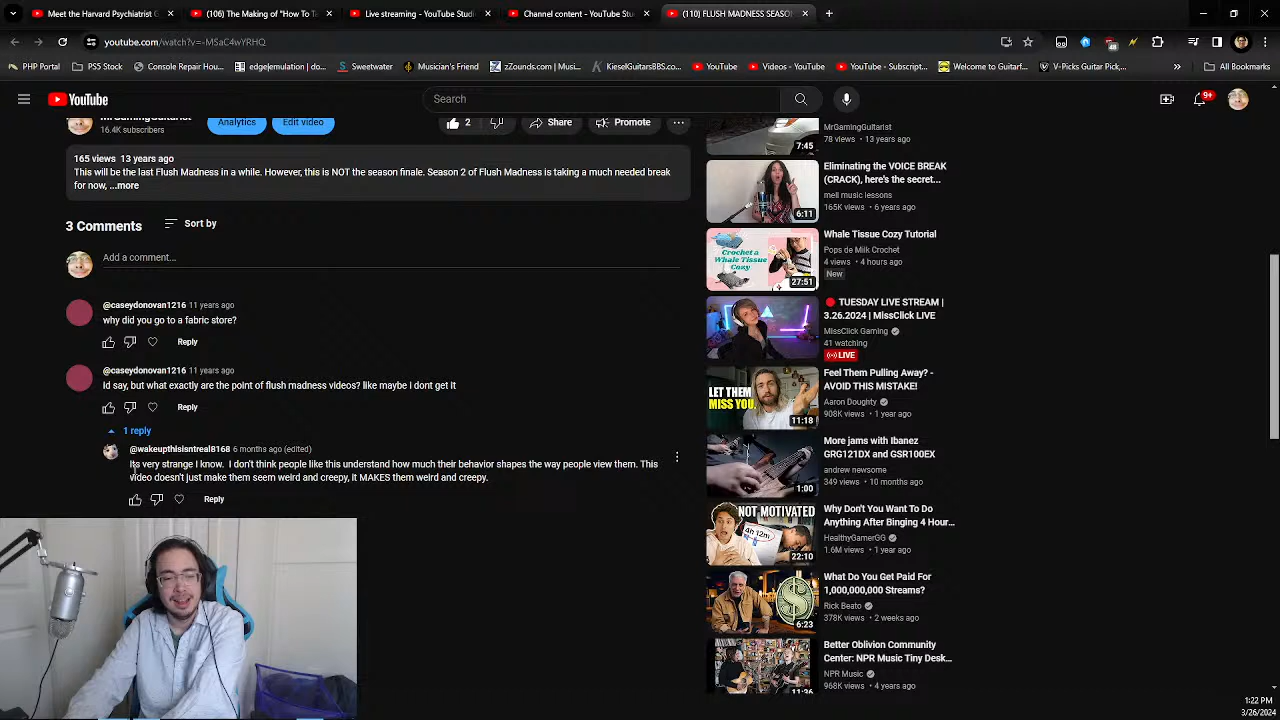 Meet the Harvard Psychiatrist G
(106) The Making of "How To Ta
Live streaming - YouTube Studi
Channel content - YouTube Stu
(110) FLUSH MADNESS SEASO
youtube.com/watch?v=-MSaC4wYRHQ
48
PHP Portal
PS5 Stock
Console Repair Hou...
edgejemulation | do...
Sweetwater
Musician's Friend
zZounds.com | Musi...
KieselGuitarsBBS.co...
YouTube
Videos - YouTube
YouTube - Subscript...
Welcome to Guitarf...
V-Picks Guitar Pick,...
All Bookmarks
YouTube
Search
9+
MrGamingGuitarist
16.4K subscribers
Analytics
Edit video
2
Share
Promote
165 views 13 years ago
This will be the last Flush Madness in a while. However, this is NOT the season finale. Season 2 of Flush Madness is taking a much needed break
for now, ...more
3 Comments
Sort by
Add a comment...
@caseydonovan1216 11 years ago
why did you go to a fabric store?
Reply
@caseydonovan1216 11 years ago
id say, but what exactly are the point of flush madness videos? like maybe i dont get it
Reply
1 reply
@wakeupthisisntreal8168 6 months ago (edited)
Its very strange I know. I don't think people like this understand how much their behavior shapes the way people view them. This
video doesn't just make them seem weird and creepy, it MAKES them weird and creepy.
Reply
7:45
MrGamingGuitarist
78 views • 13 years ago
6:11
Eliminating the VOICE BREAK
(CRACK), here's the secret...
mell music lessons
165K views • 6 years ago
Crochet a
Whale Tissue
Cozy
27:51
Whale Tissue Cozy Tutorial
Pops de Milk Crochet
4 views • 4 hours ago
New
TUESDAY LIVE STREAM |
3.26.2024 | MissClick LIVE
MissClick Gaming
41 watching
LIVE
LET THEM
MISS YOU.
11:18
Feel Them Pulling Away? -
AVOID THIS MISTAKE!
Aaron Doughty
908K views • 1 year ago
1:00
More jams with Ibanez
GRG121DX and GSR100EX
andrew newsome
349 views • 10 months ago
NOT MOTIVATED
4h 12m
22:10
Why Don't You Want To Do
Anything After Binging 4 Hour...
HealthyGamerGG
1.6M views • 1 year ago
6:23
What Do You Get Paid For
1,000,000,000 Streams?
Rick Beato
378K views • 2 weeks ago
11:36
Better Oblivion Community
Center: NPR Music Tiny Desk...
NPR Music
968K views • 4 years ago
1:22 PM
3/26/2024